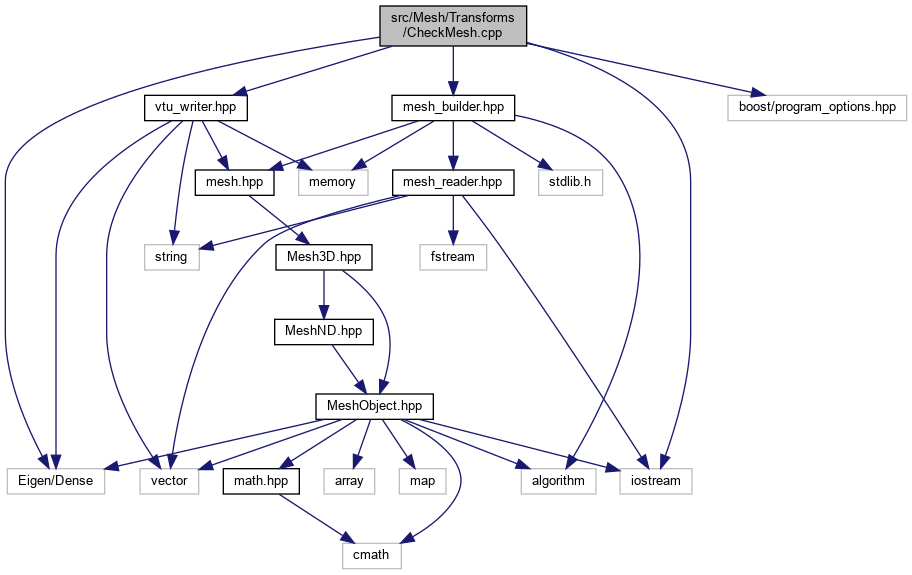 src/Mesh/Transforms
/CheckMesh.cpp
vtu_writer.hpp
mesh_builder.hpp
boost/program_options.hpp
mesh.hpp
memory
mesh_reader.hpp
stdlib.h
string
Mesh3D.hpp
fstream
MeshND.hpp
MeshObject.hpp
Eigen/Dense
vector
math.hpp
array
map
algorithm
iostream
cmath